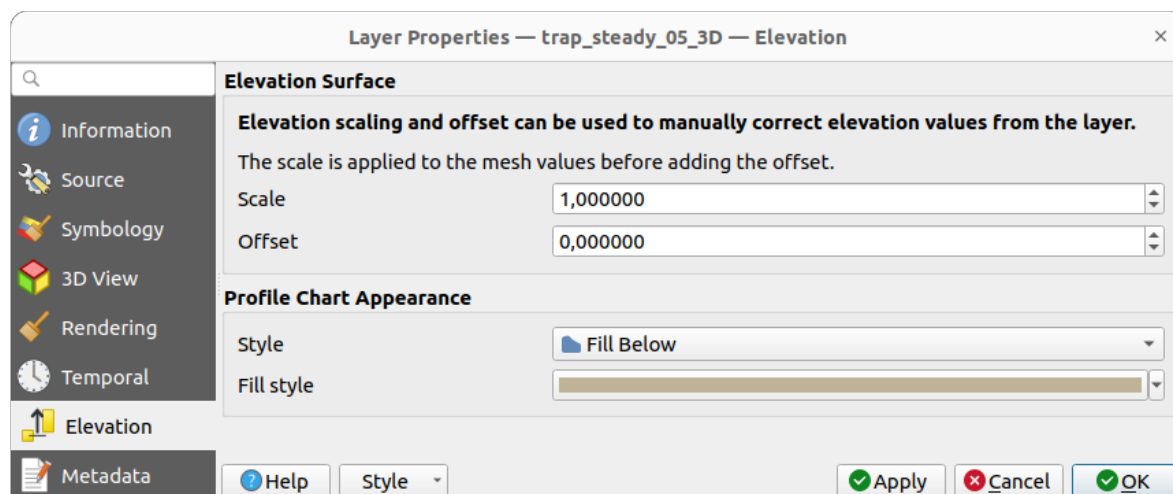 Layer Properties — trap_steady_05_3D — Elevation
Information
Source
Symbology
3D View
Rendering
Temporal
Elevation
Metadata
Elevation Surface
Elevation scaling and offset can be used to manually correct elevation values from the layer.
The scale is applied to the mesh values before adding the offset.
Scale 1,000000
Offset 0,000000
Profile Chart Appearance
Style Fill Below
Fill style
Help Style Apply Cancel OK